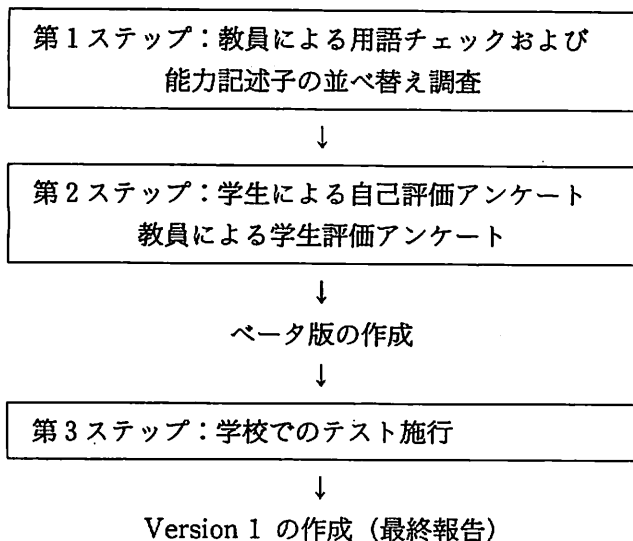 第1ステップ:教員による用語チェックおよび
能力記述子の並べ替え調査
↓
第2ステップ:学生による自己評価アンケート
教員による学生評価アンケート
↓
ベータ版の作成
↓
第3ステップ:学校でのテスト施行
↓
Version 1 の作成(最終報告)